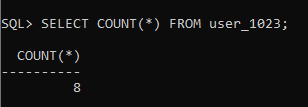 SQL> SELECT COUNT(*) FROM user_1023;
COUNT(*)
----------
8